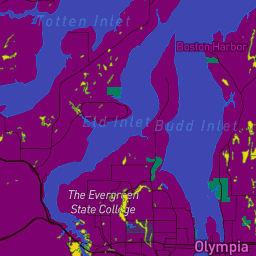 Totten Inlet
Boston Harbor
Eld Inlet
Budd Inlet
The Evergreen
State College
Olympia